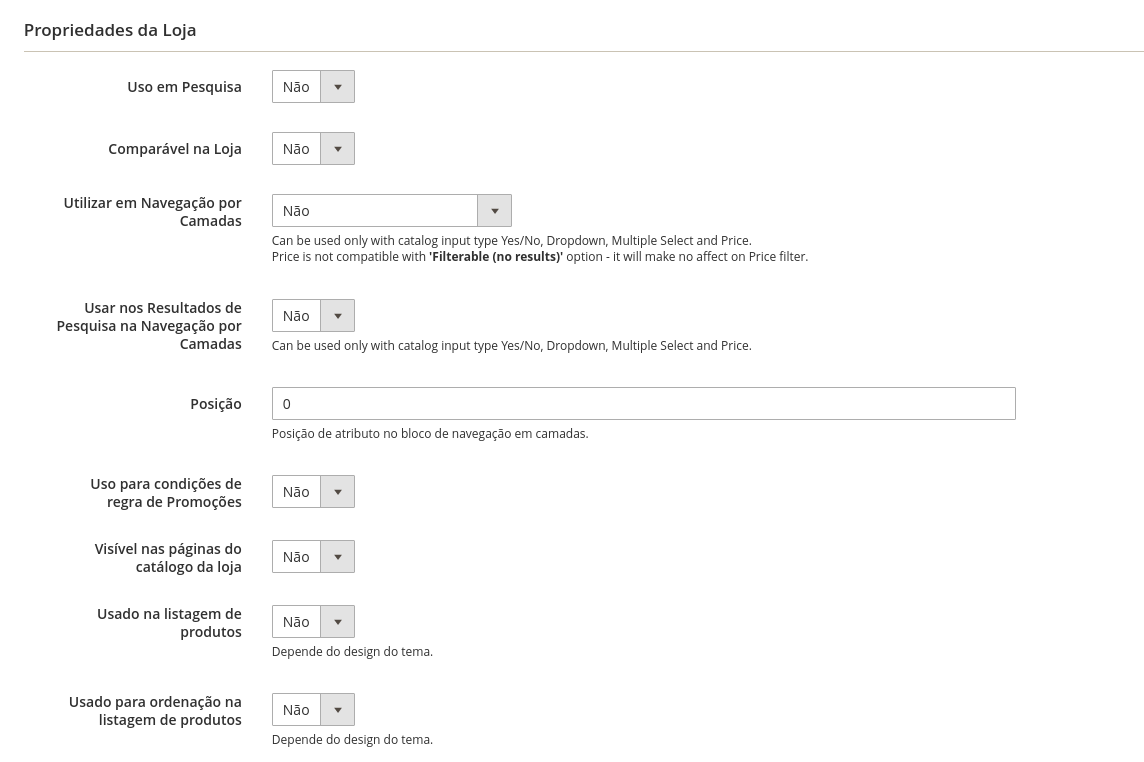 Propriedades da Loja
Uso em Pesquisa
Não
Comparável na Loja
Não
Utilizar em Navegação por
Camadas
Não
Can be used only with catalog input type Yes/No, Dropdown, Multiple Select and Price.
Price is not compatible with 'Filterable (no results)' option - it will make no affect on Price filter.
Usar nos Resultados de
Pesquisa na Navegação por
Camadas
Não
Can be used only with catalog input type Yes/No, Dropdown, Multiple Select and Price.
Posição
0
Posição de atributo no bloco de navegação em camadas.
Uso para condições de
regra de Promoções
Não
Visível nas páginas do
catálogo da loja
Não
Usado na listagem de
produtos
Não
Depende do design do tema.
Usado para ordenação na
listagem de produtos
Não
Depende do design do tema.